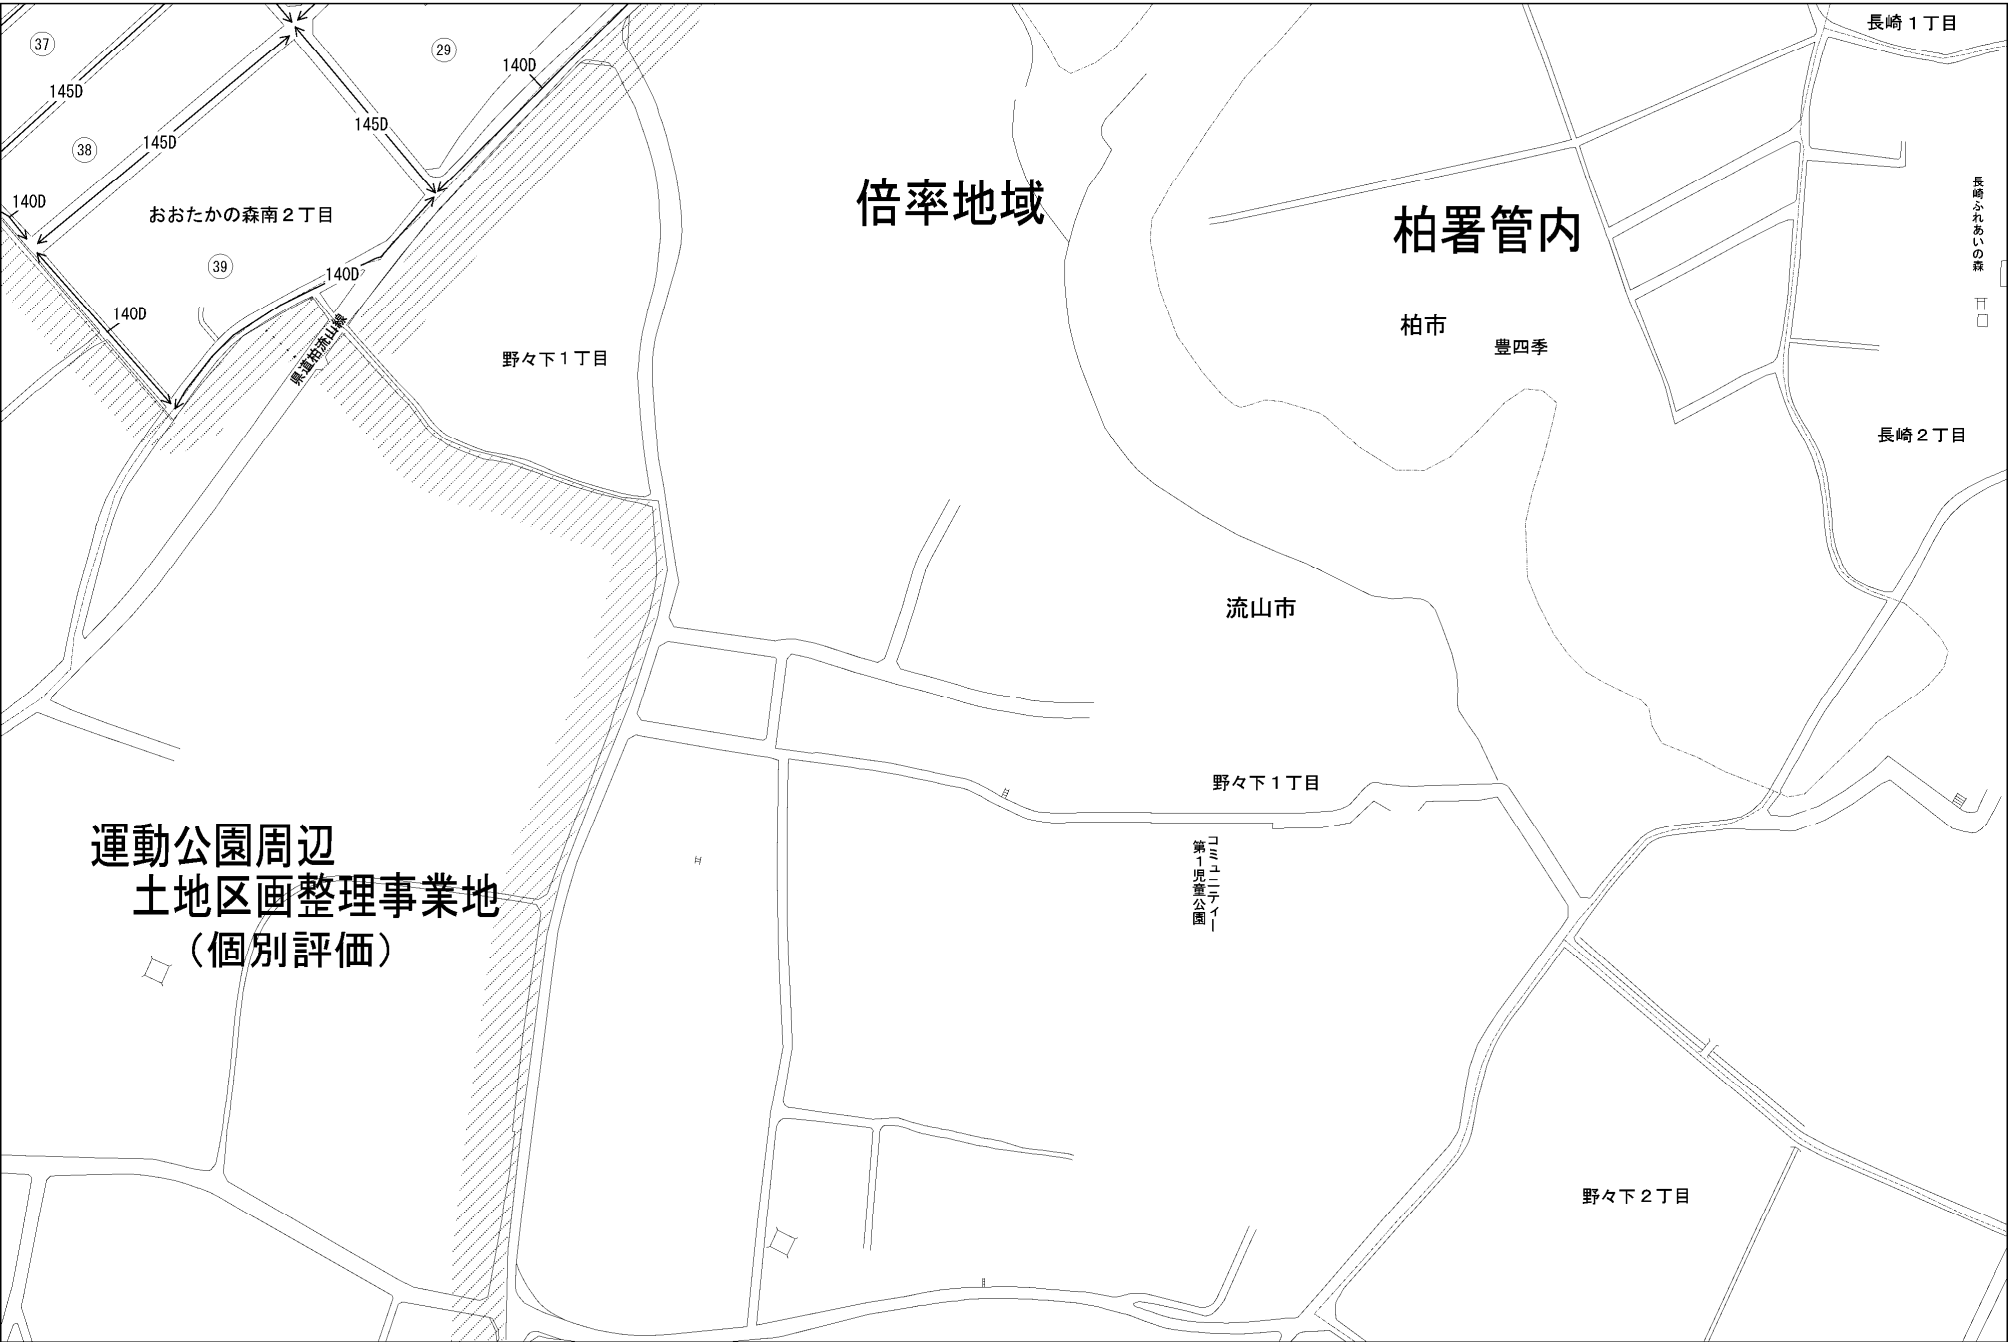 長崎１丁目
37
29
140D
145D
145D
145D
38
長崎ふれあいの森
140D
おおたかの森南２丁目
倍率地域
柏署管内
39
140D
140D
県道柏流山線
野々下１丁目
柏市
豊四季
長崎２丁目
流山市
野々下１丁目
運動公園周辺
土地区画整理事業地
（個別評価）
コミュニティー
第１児童公園
野々下２丁目